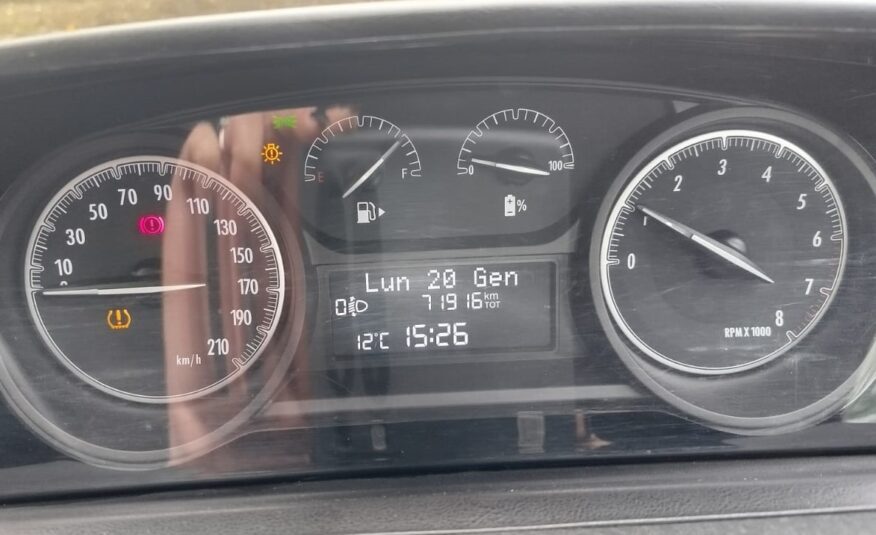 E F
0 100
%
10 30 50 70 90 110 130 150 170 190 210
km/h
Lun 20 Gen
0
71916 km TOT
12°C 15:26
0 1 2 3 4 5 6 7 8
RPM X 1000